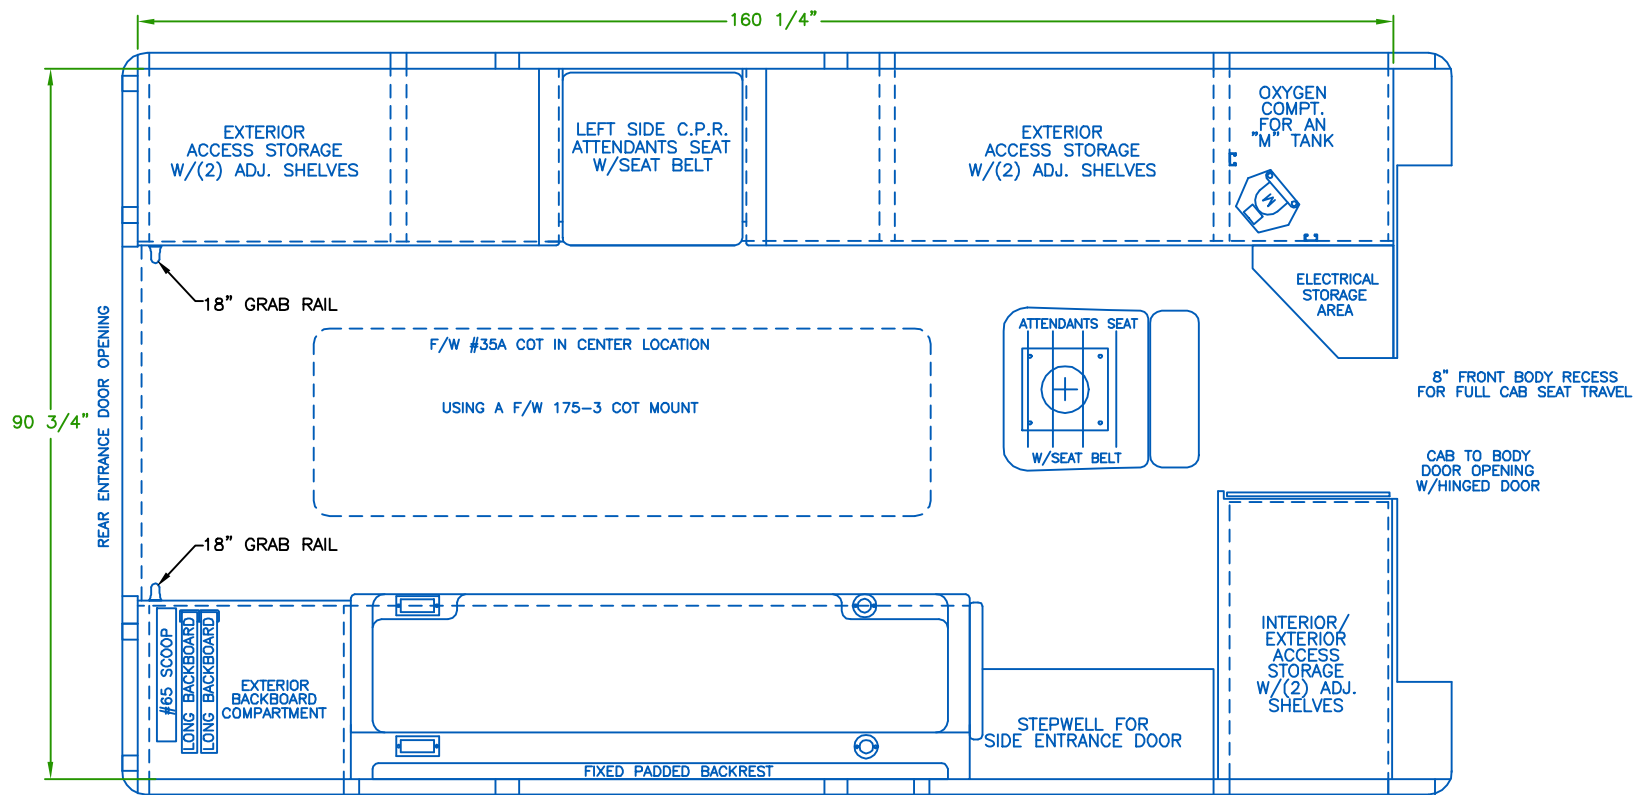 160 1/4"
EXTERIOR
ACCESS STORAGE
W/(2) ADJ. SHELVES
LEFT SIDE C.P.R.
ATTENDANTS SEAT
W/SEAT BELT
EXTERIOR
ACCESS STORAGE
W/(2) ADJ. SHELVES
OXYGEN
COMPT.
FOR AN
"M" TANK
M
ELECTRICAL
STORAGE
AREA
18" GRAB RAIL
REAR ENTRANCE DOOR OPENING
90 3/4"
F/W #35A COT IN CENTER LOCATION
USING A F/W 175-3 COT MOUNT
ATTENDANTS SEAT
W/SEAT BELT
8" FRONT BODY RECESS
FOR FULL CAB SEAT TRAVEL
CAB TO BODY
DOOR OPENING
W/HINGED DOOR
18" GRAB RAIL
#65 SCOOP
LONG BACKBOARD
LONG BACKBOARD
EXTERIOR
BACKBOARD
COMPARTMENT
FIXED PADDED BACKREST
STEPWELL FOR
SIDE ENTRANCE DOOR
INTERIOR/
EXTERIOR
ACCESS
STORAGE
W/(2) ADJ.
SHELVES